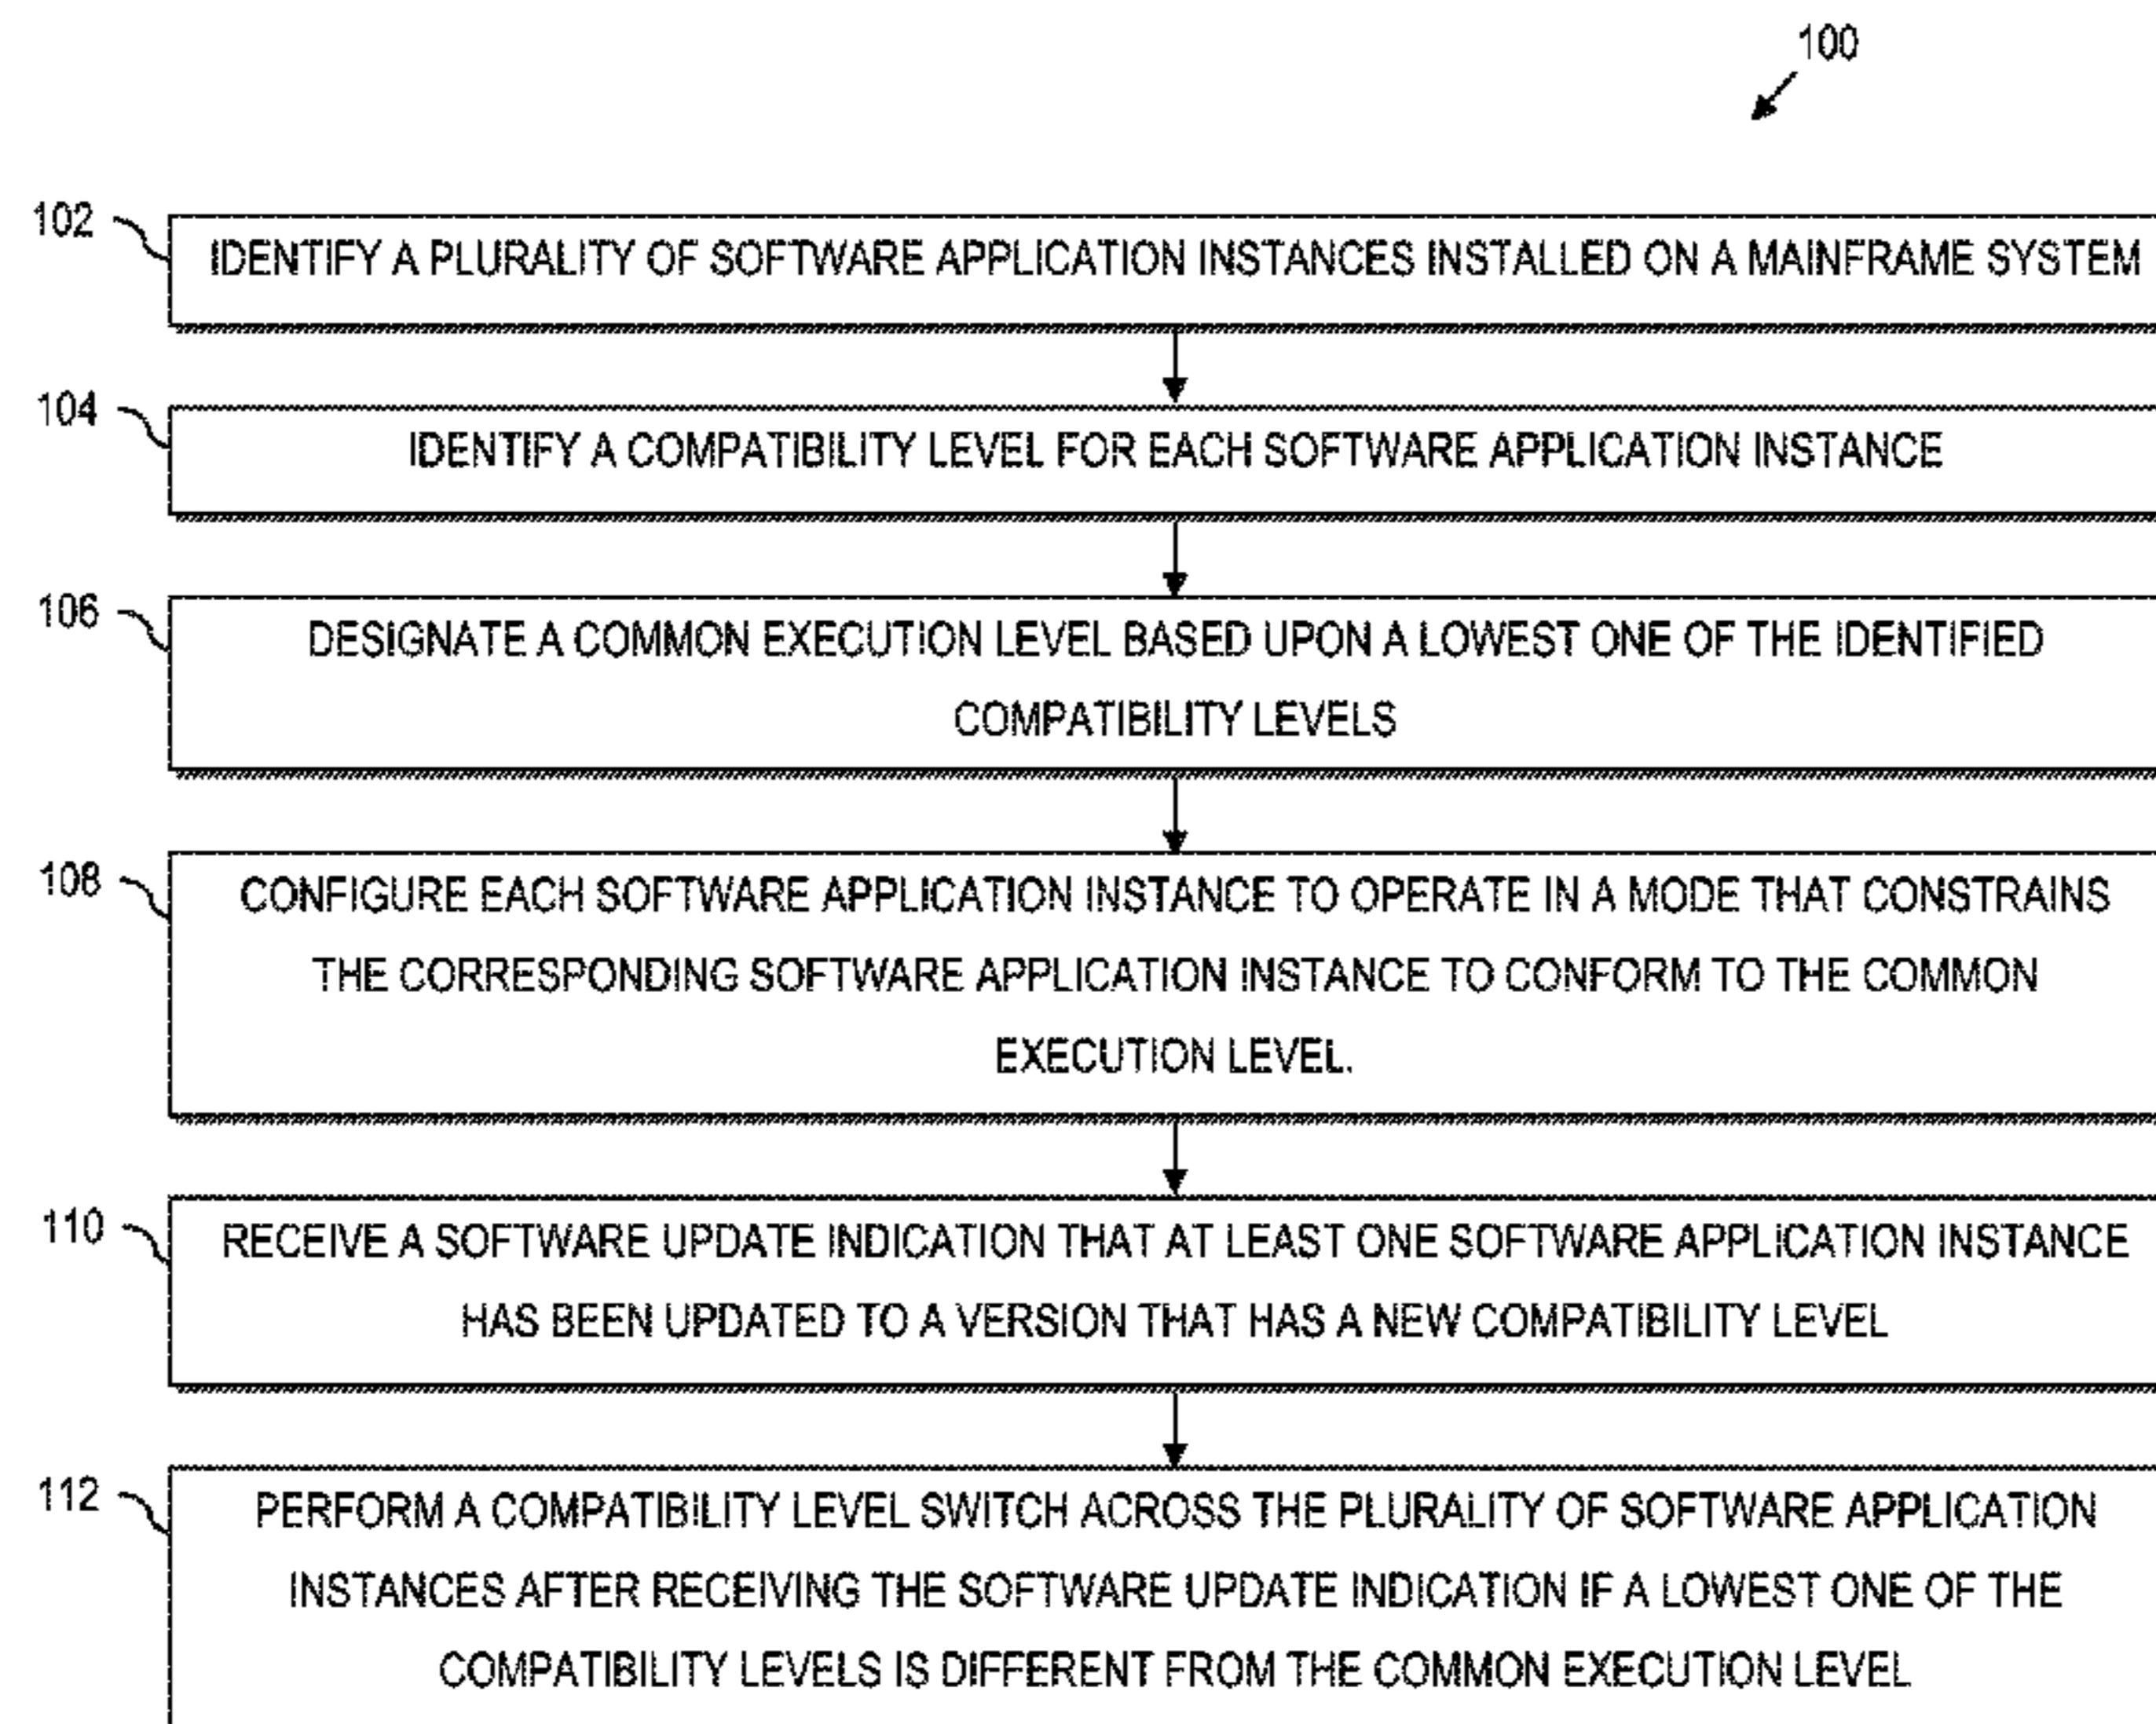 100
102
IDENTIFY A PLURALITY OF SOFTWARE APPLICATION INSTANCES INSTALLED ON A MAINFRAME SYSTEM
104
IDENTIFY A COMPATIBILITY LEVEL FOR EACH SOFTWARE APPLICATION INSTANCE
106
DESIGNATE A COMMON EXECUTION LEVEL BASED UPON A LOWEST ONE OF THE IDENTIFIED
COMPATIBILITY LEVELS
108
CONFIGURE EACH SOFTWARE APPLICATION INSTANCE TO OPERATE IN A MODE THAT CONSTRAINS
THE CORRESPONDING SOFTWARE APPLICATION INSTANCE TO CONFORM TO THE COMMON
EXECUTION LEVEL.
110
RECEIVE A SOFTWARE UPDATE INDICATION THAT AT LEAST ONE SOFTWARE APPLICATION INSTANCE
HAS BEEN UPDATED TO A VERSION THAT HAS A NEW COMPATIBILITY LEVEL
112
PERFORM A COMPATIBILITY LEVEL SWITCH ACROSS THE PLURALITY OF SOFTWARE APPLICATION
INSTANCES AFTER RECEIVING THE SOFTWARE UPDATE INDICATION IF A LOWEST ONE OF THE
COMPATIBILITY LEVELS IS DIFFERENT FROM THE COMMON EXECUTION LEVEL